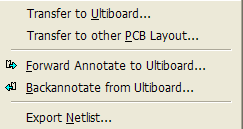 Transfer to Ultiboard...
Transfer to other PCB Layout...
Forward Annotate to Ultiboard...
Backannotate from Ultiboard...
Export Netlist...